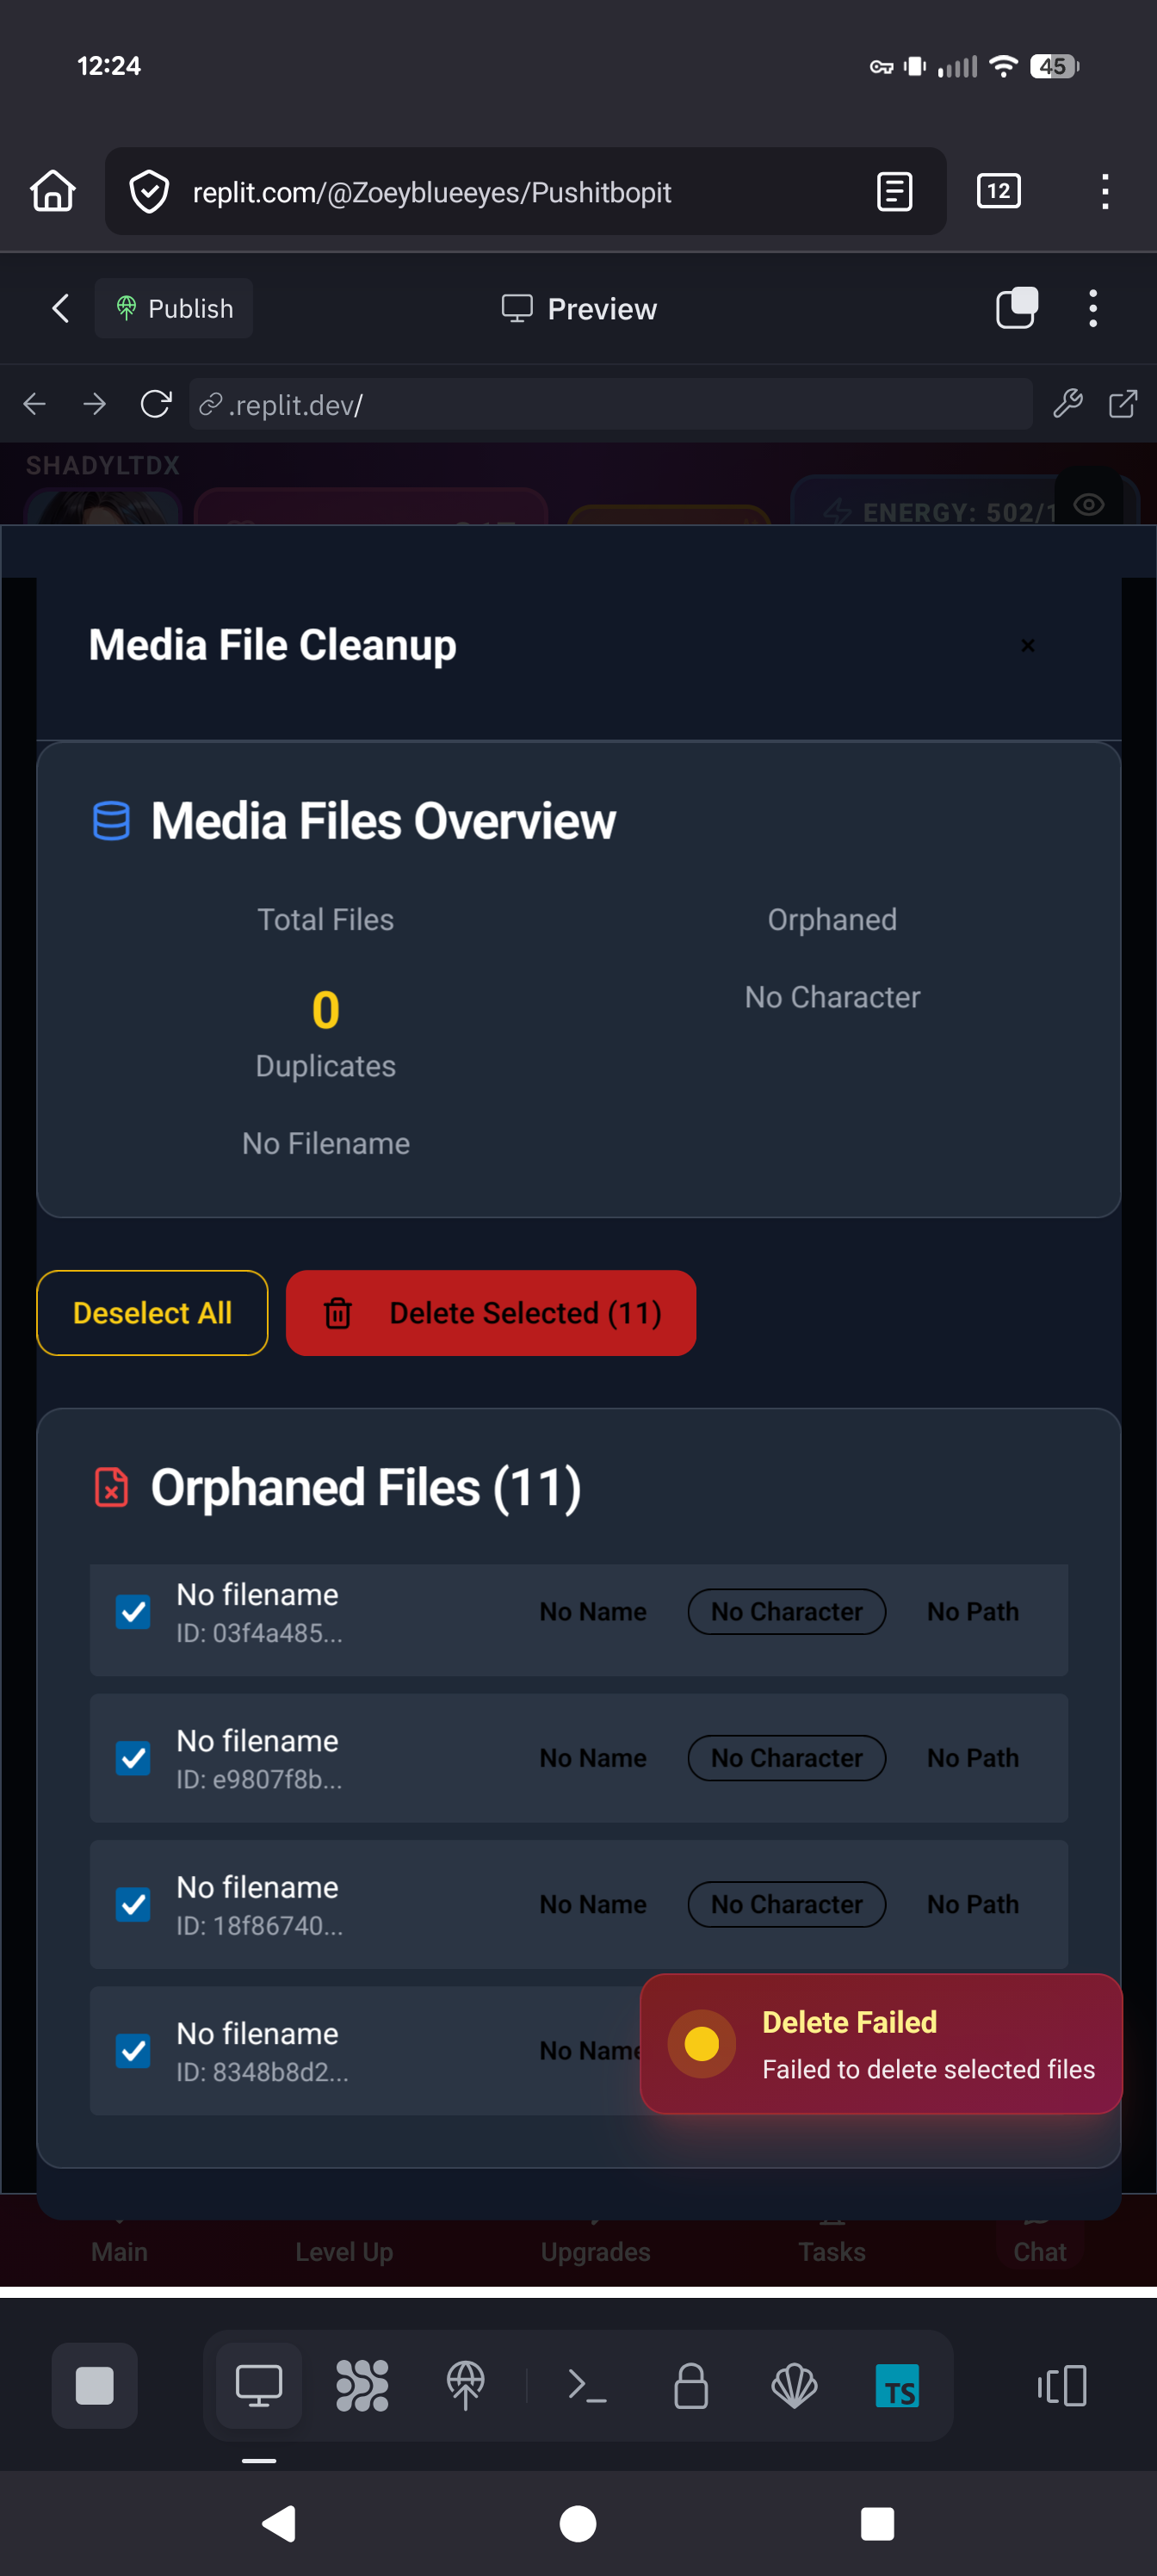 12:24
45
replit.com/@Zoeyblueeyes/Pushitbopit
12
Publish
Preview
.replit.dev/
SHADYLTDX
ENERGY: 502/1
Media File Cleanup
×
Media Files Overview
Total Files
Orphaned
0
No Character
Duplicates
No Filename
Deselect All
Delete Selected (11)
Orphaned Files (11)
No filename
ID: 03f4a485...
No Name
No Character
No Path
No filename
ID: e9807f8b...
No Name
No Character
No Path
No filename
ID: 18f86740...
No Name
No Character
No Path
No filename
ID: 8348b8d2...
No Name
Delete Failed
Failed to delete selected files
Main
Level Up
Upgrades
Tasks
Chat
TS